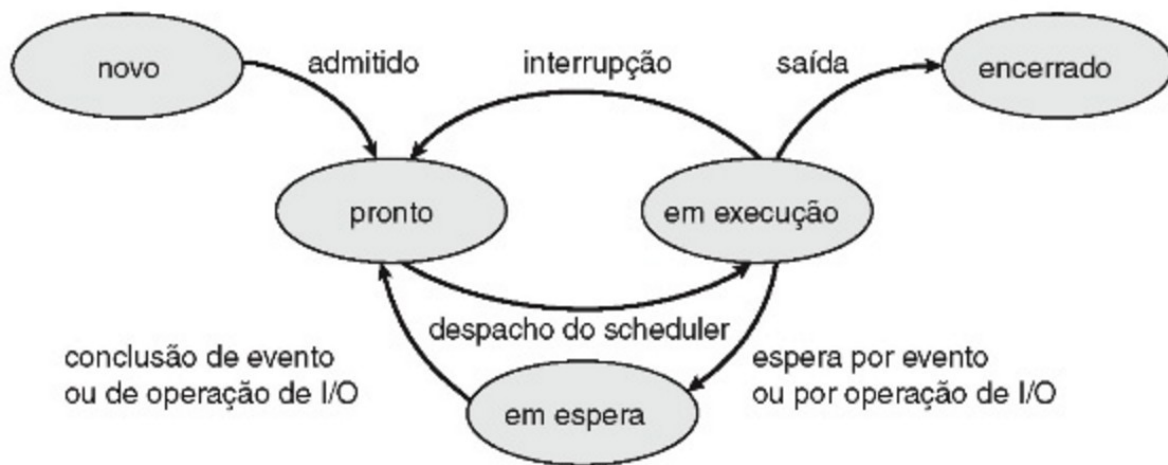 novo
admitido
interrupção
saída
encerrado
pronto
em execução
despacho do scheduler
conclusão de evento
ou de operação de I/O
espera por evento
ou por operação de I/O
em espera